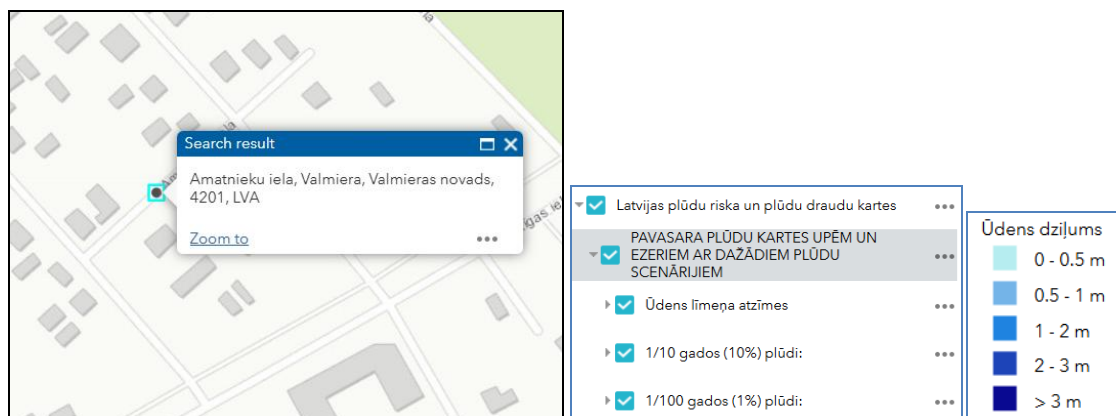 Search result
Amatnieku iela, Valmiera, Valmieras novads,
4201, LVA
Zoom to
Latvijas plūdu riska un plūdu draudu kartes
PAVASARA PLŪDU KARTES UPĒM UN
EZERIEM AR DAŽĀDIEM PLŪDU
SCENĀRIJIEM
Ūdens līmeņa atzīmes
1/10 gados (10%) plūdi:
1/100 gados (1%) plūdi:
Ūdens dziļums
0 - 0.5 m
0.5 - 1 m
1 - 2 m
2 - 3 m
> 3 m